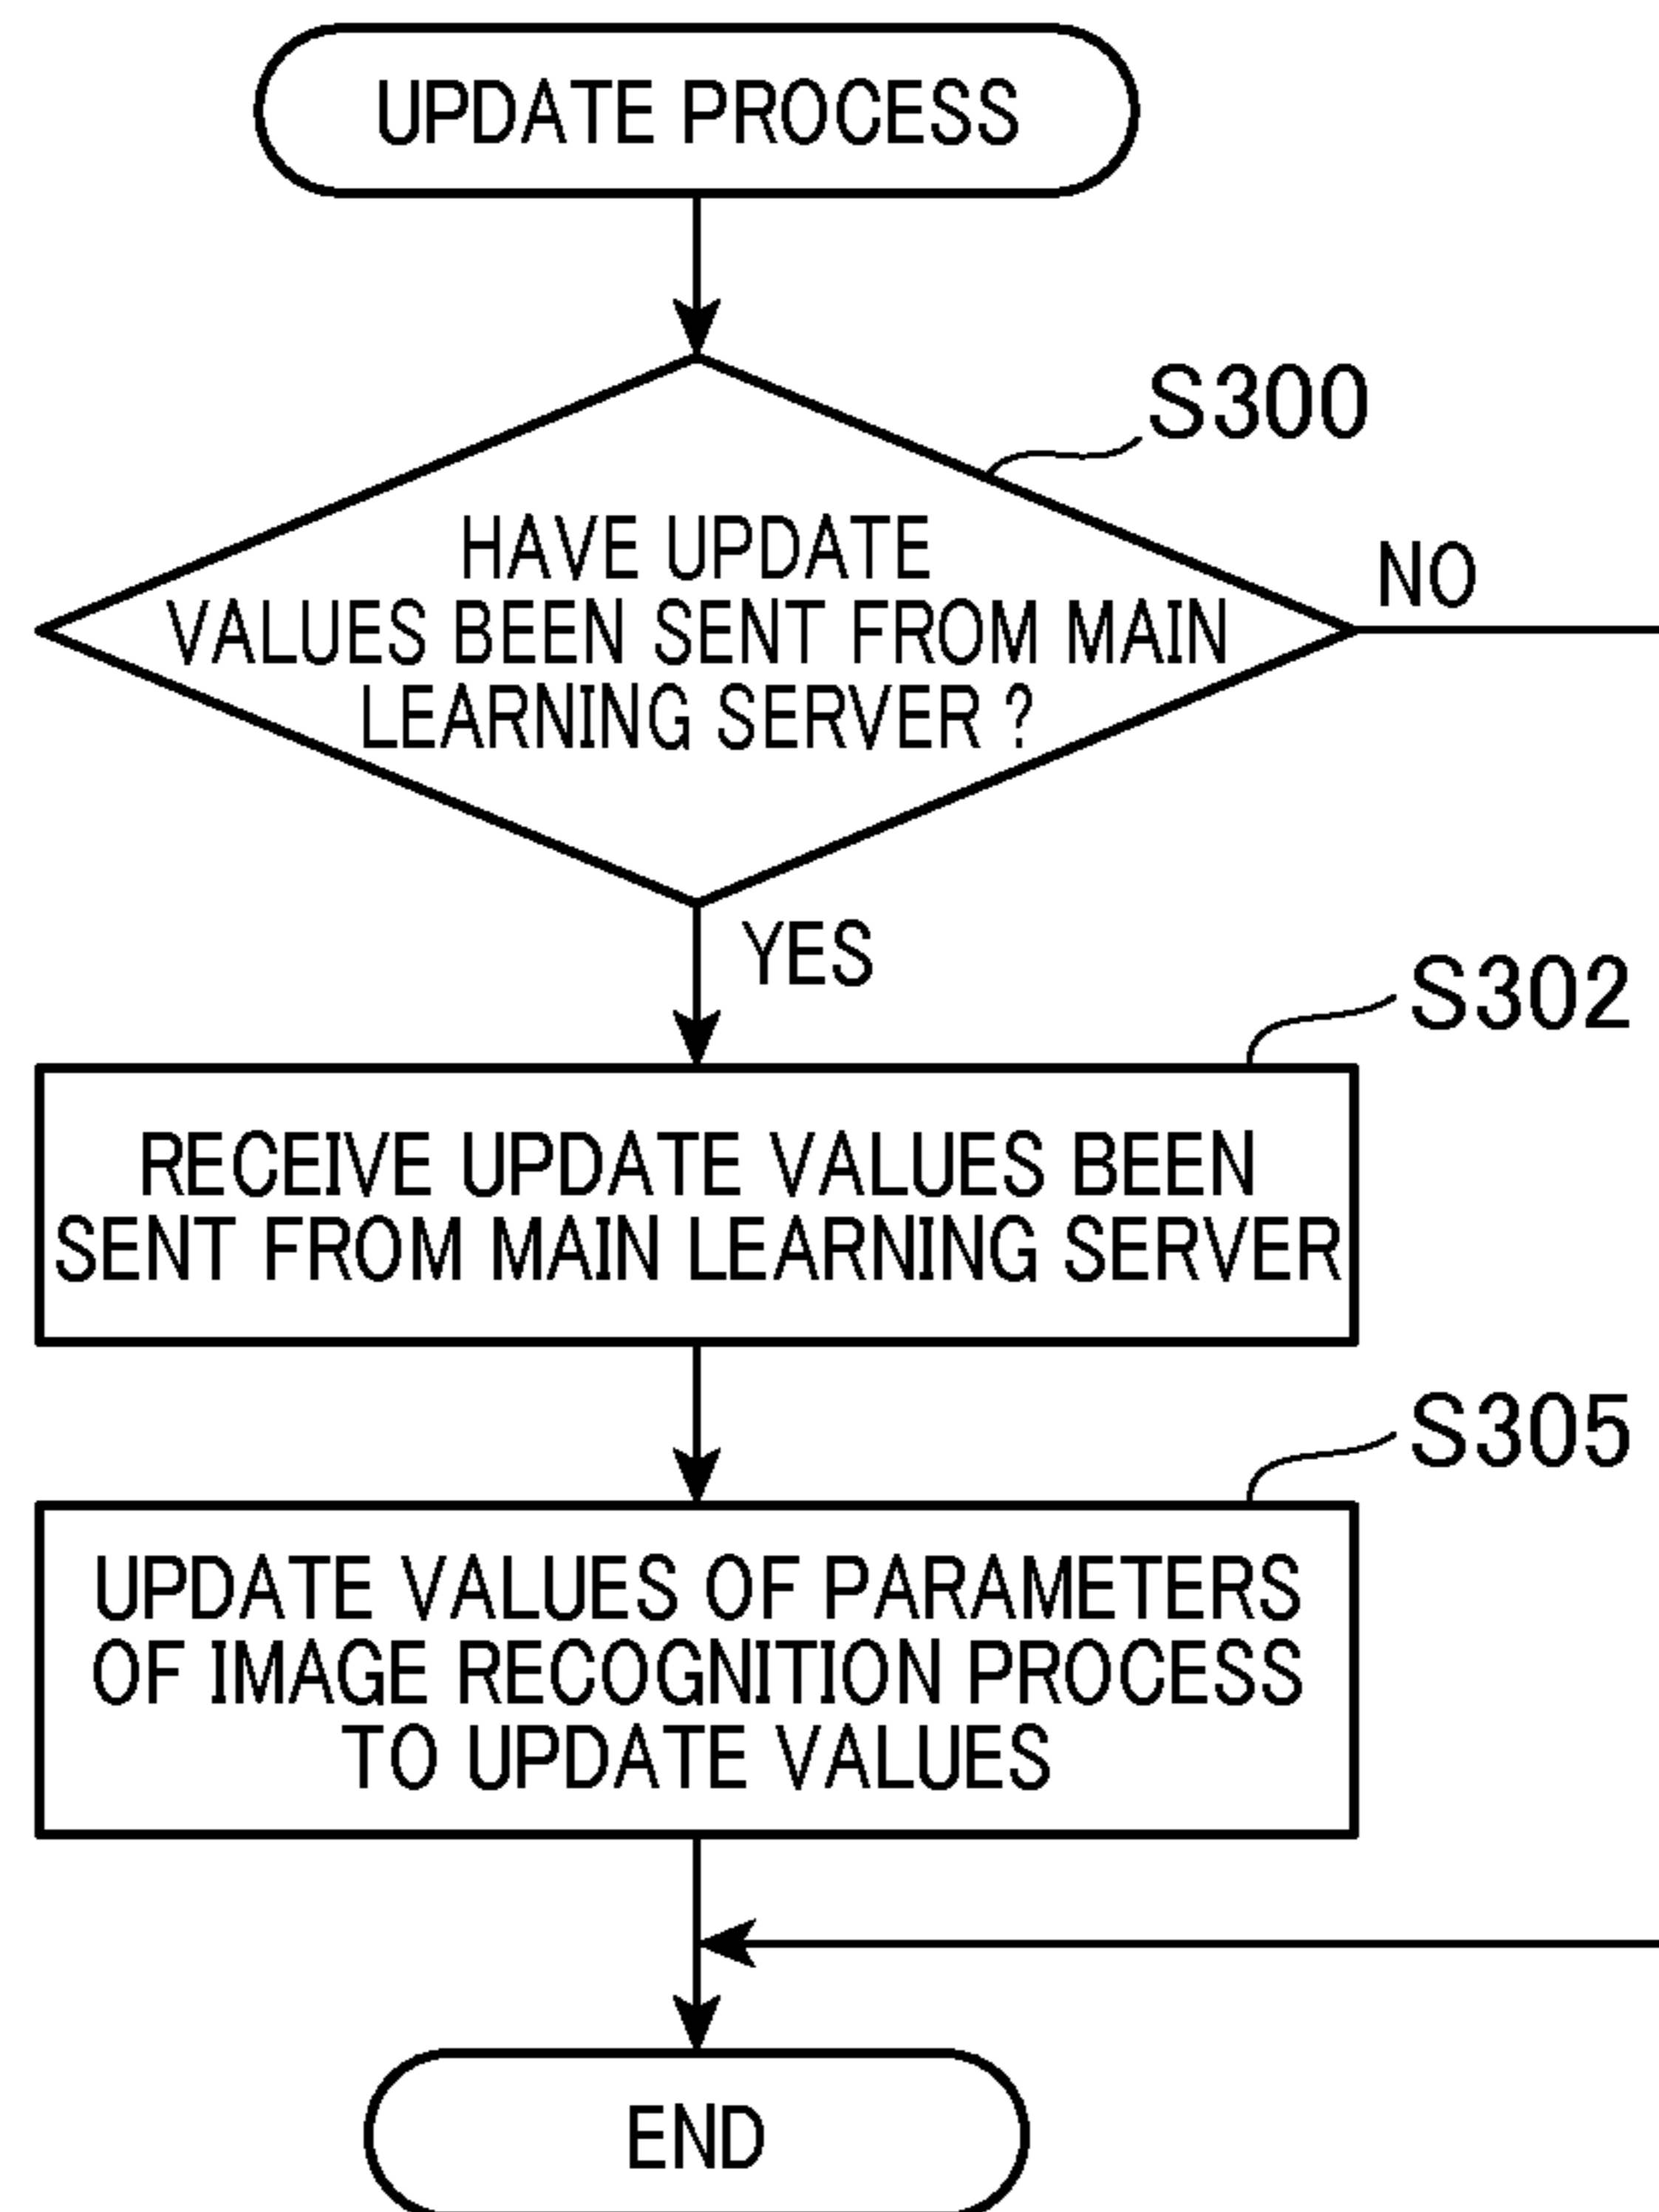 UPDATE PROCESS
S300
HAVE UPDATE
VALUES BEEN SENT FROM MAIN
LEARNING SERVER ?
NO
YES
S302
RECEIVE UPDATE VALUES BEEN
SENT FROM MAIN LEARNING SERVER
S305
UPDATE VALUES OF PARAMETERS
OF IMAGE RECOGNITION PROCESS
TO UPDATE VALUES
END